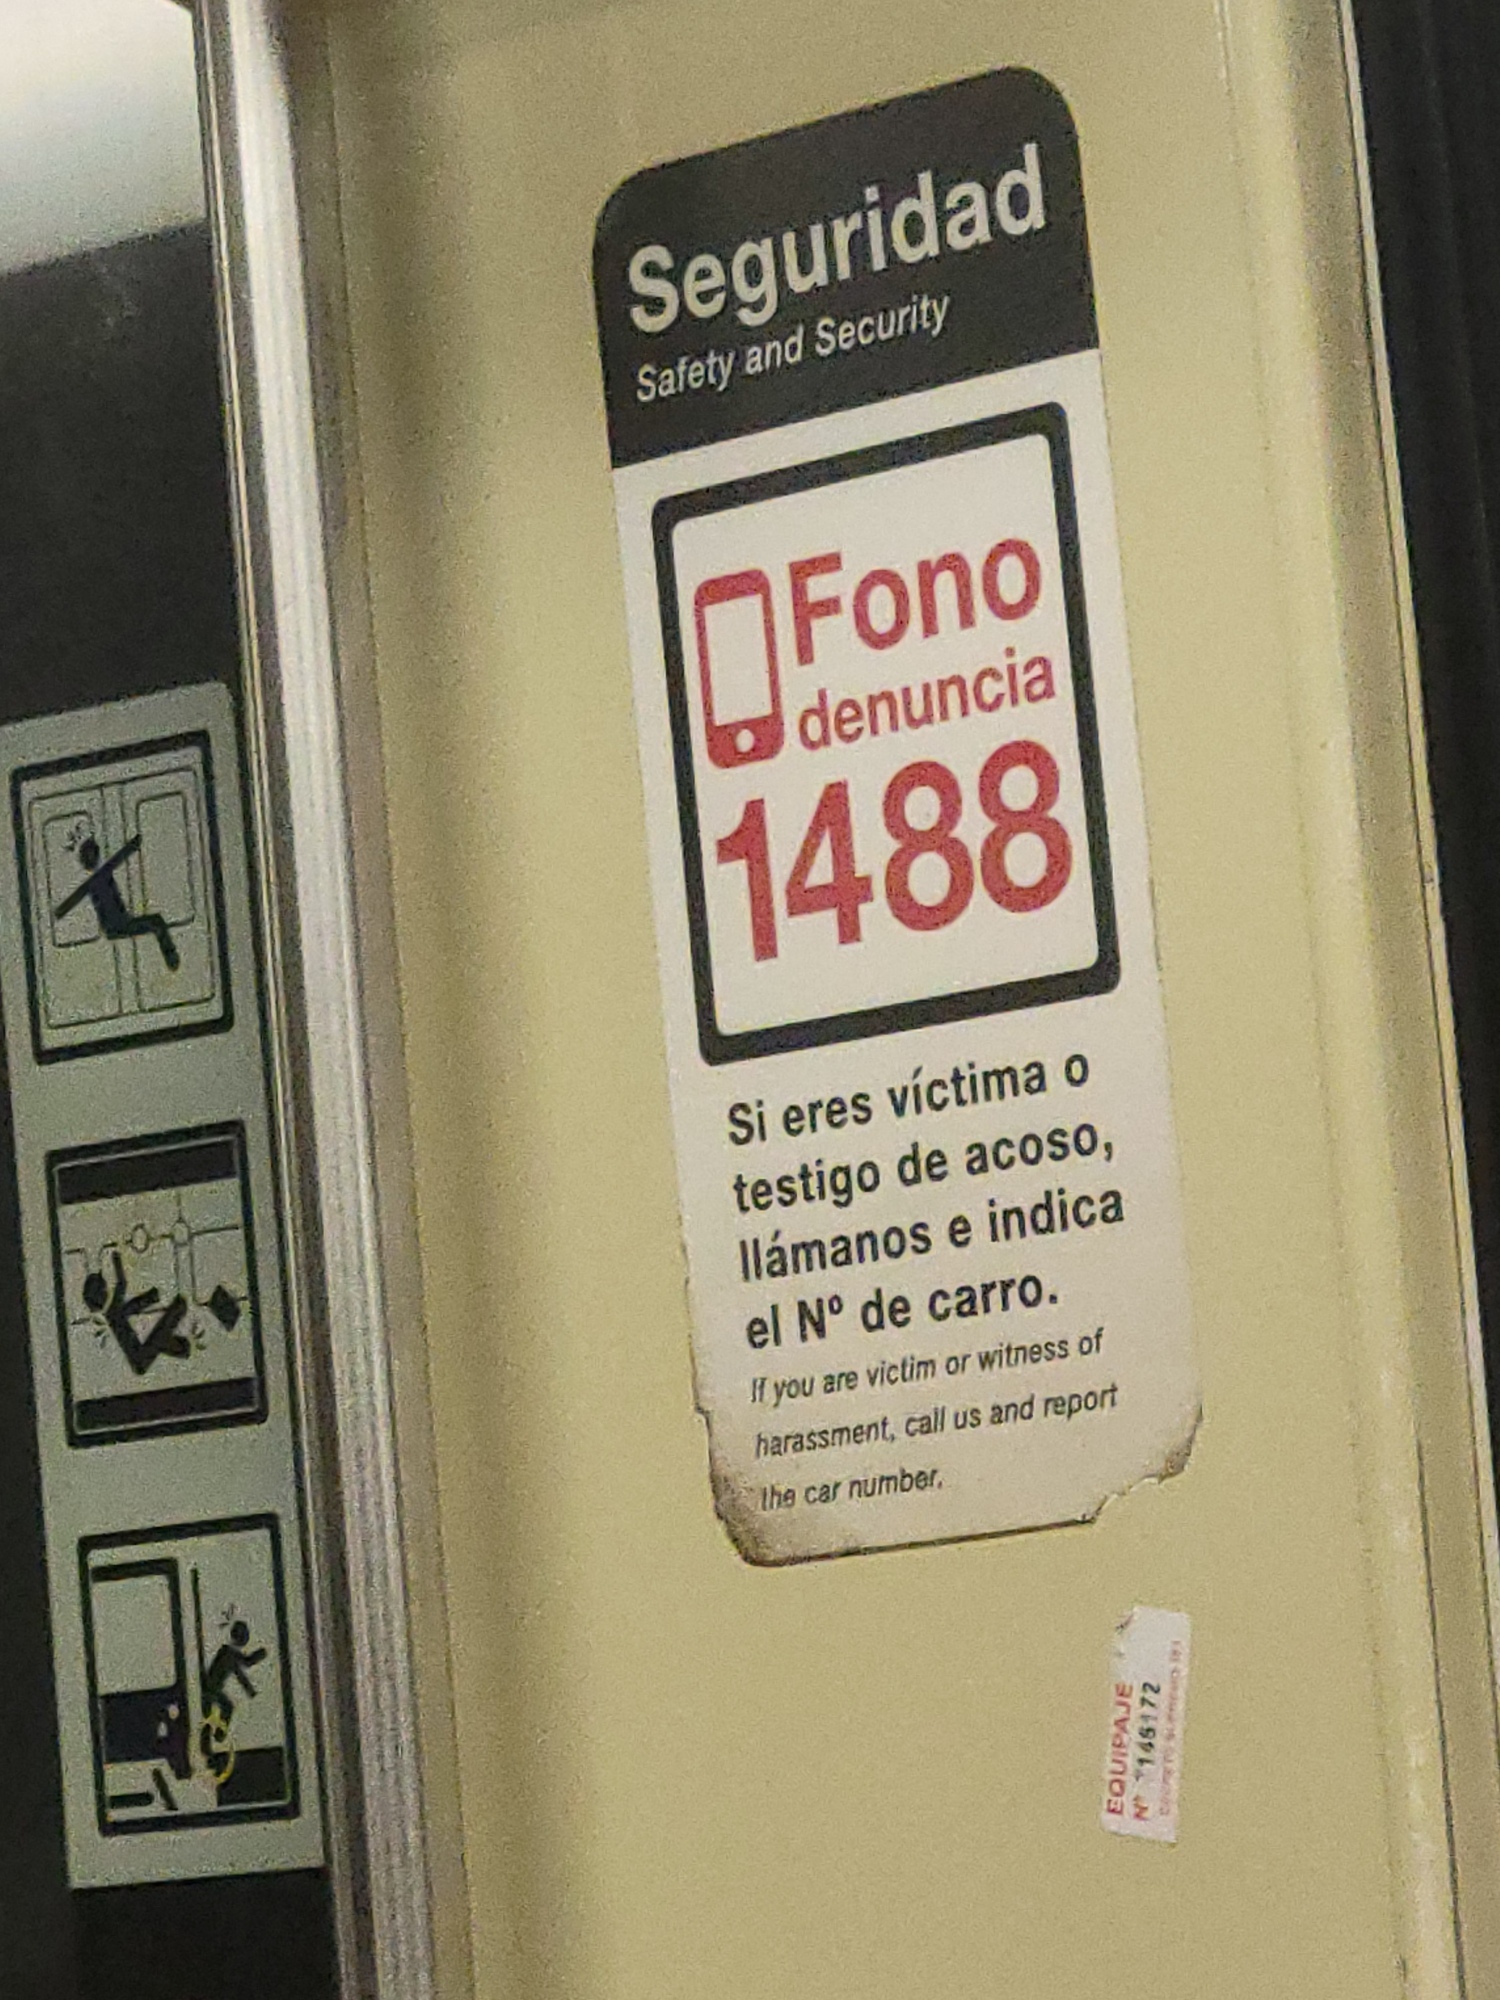 Seguridad
Safety and Security
Fono
denuncia
1488
Si eres víctima o
testigo de acoso,
llámanos e indica
el Nº de carro.
If you are victim or witness of
harassment, call us and report
the car number.
EQUIPAJE
Nº